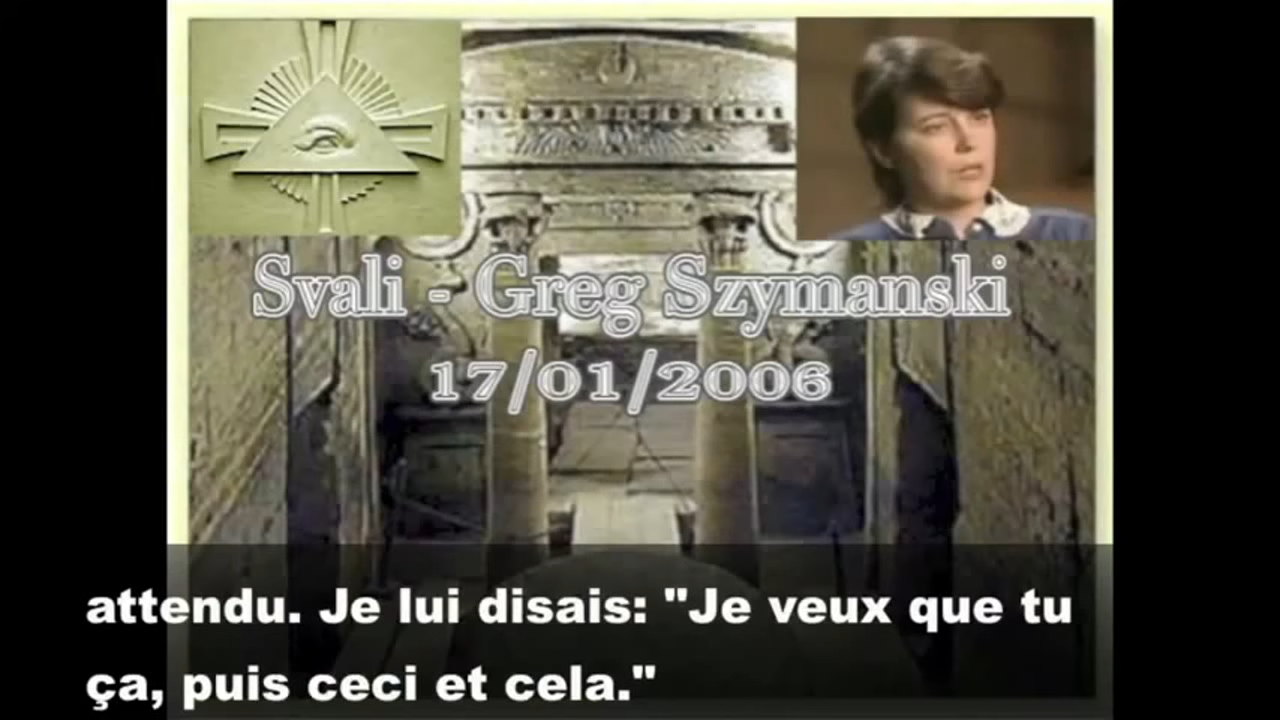 Svali - Greg Szymanski
17/01/2006
attendu. Je lui disais: "Je veux que tu
ça, puis ceci et cela."